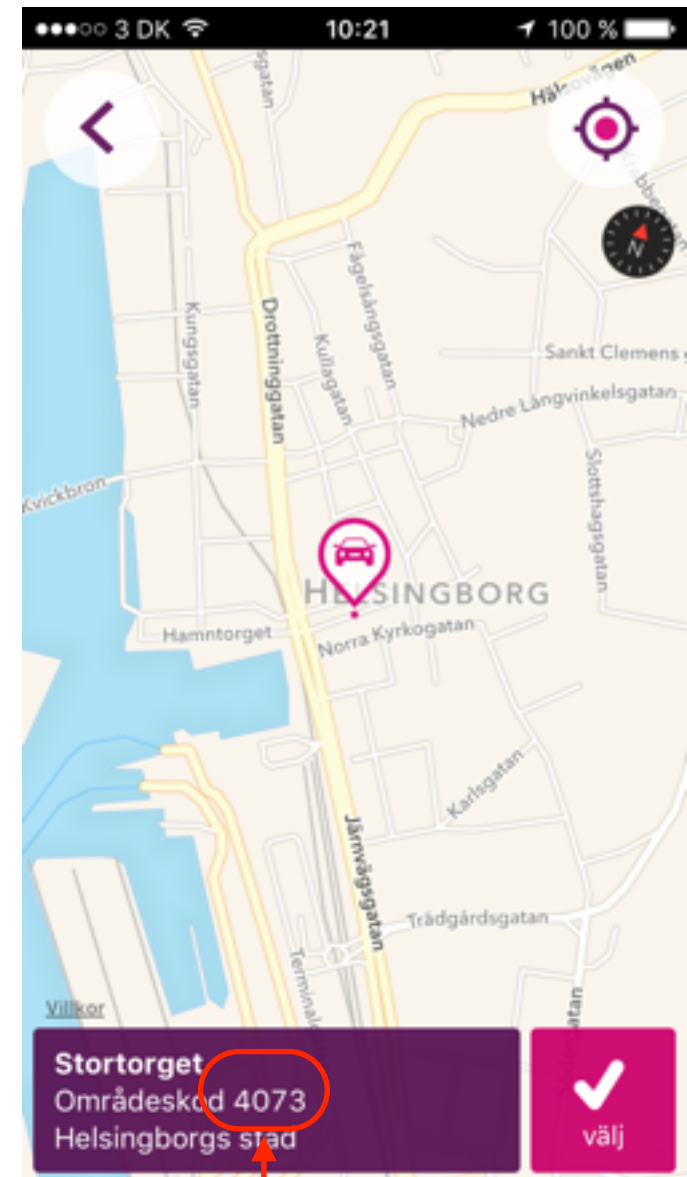 3 DK 10:21 100 %
Hälsovägen
Drottninggatan
Kungsgatan
Kullagatan
Fågelsångsgatan
N
Sankt Clemens
Nedre Långvinkelsgatan
Slottshagsgatan
Kvickbron
HELSINGBORG
Hamntorget
Norra Kyrkogatan
Karlsgatan
Järnvägsgatan
Trädgårdsgatan
Villkor
Stortorget
Områdeskod 4073
Helsingborgs stad
välj